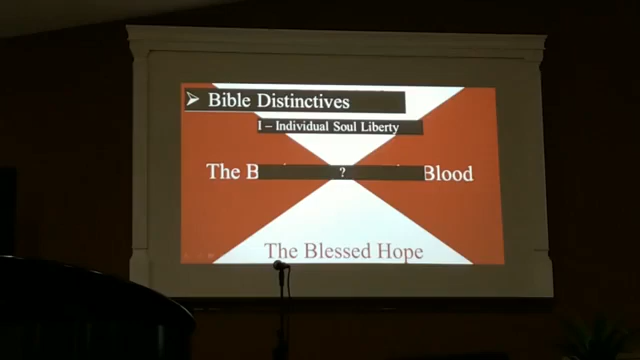 Bible Distinctives
I – Individual Soul Liberty
The B ? Blood
The Blessed Hope